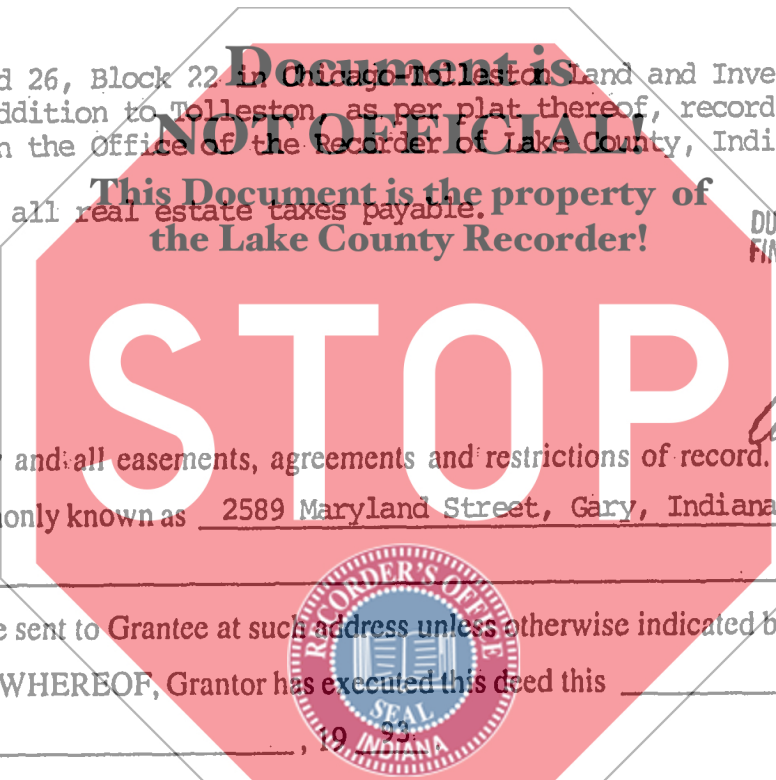 Document is
d 26, Block 22 in Chicago-Tolleston Land and Inve
ddition to Tolleston, as per plat thereof, record
NOT OFFICIAL!
n the Office of the Recorder of Lake County, Indi
This Document is the property of
all real estate taxes payable.
the Lake County Recorder!
DU
FIN
STOP
and all easements, agreements and restrictions of record.
nonly known as 2589 Maryland Street, Gary, Indiana
RECORDER'S OFFICE
e sent to Grantee at such address unless otherwise indicated b
WHEREOF, Grantor has executed this deed this
SEAL
, 19 93.
INDIANA